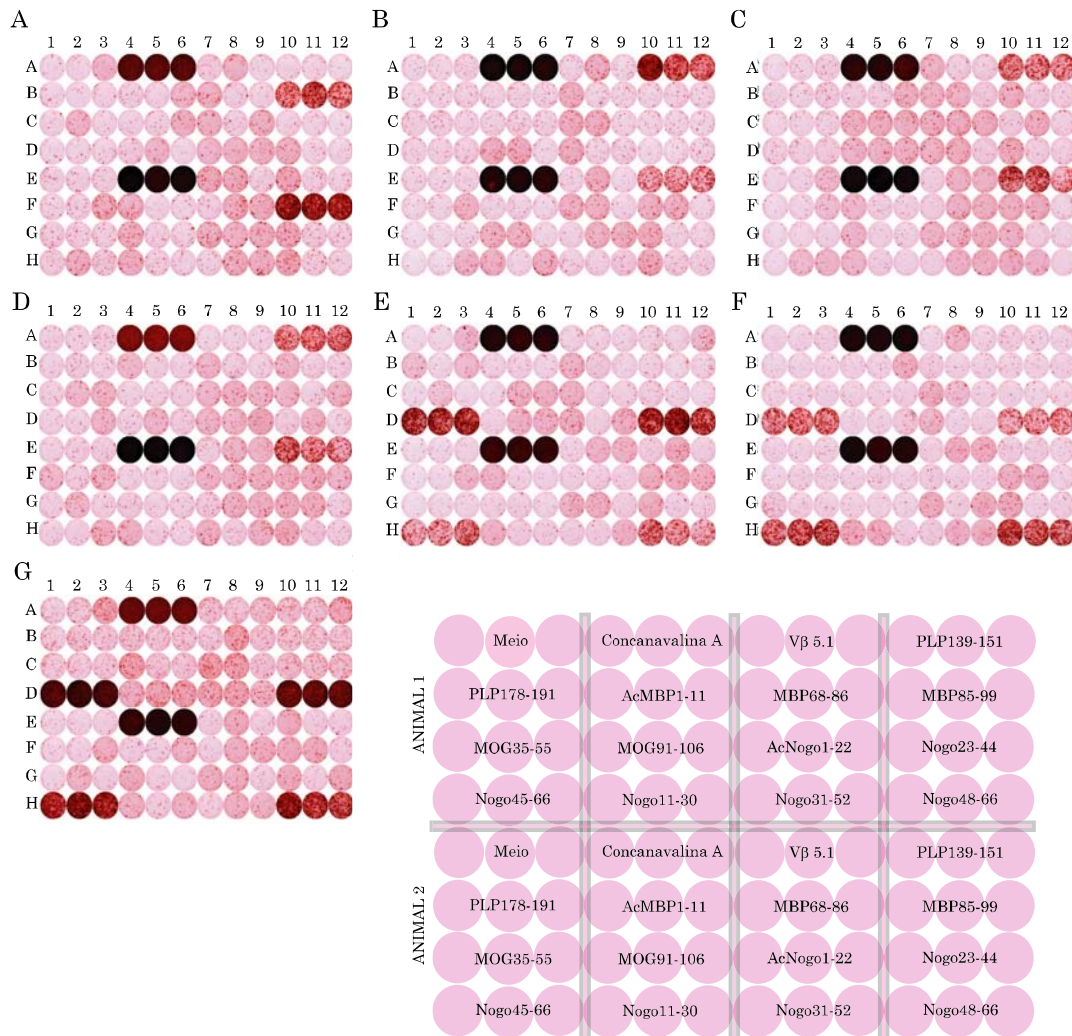 A B C
1 2 3 4 5 6 7 8 9 10 11 12 1 2 3 4 5 6 7 8 9 10 11 12 1 2 3 4 5 6 7 8 9 10 11 12
A A A
B B B
C C C
D D D
E E E
F F F
G G G
H H H
D E F
1 2 3 4 5 6 7 8 9 10 11 12 1 2 3 4 5 6 7 8 9 10 11 12 1 2 3 4 5 6 7 8 9 10 11 12
A A A
B B B
C C C
D D D
E E E
F F F
G G G
H H H
G
1 2 3 4 5 6 7 8 9 10 11 12
A
B
C
D
E
F
G
H
ANIMAL 1
Meio Concanavalina A Vβ 5.1 PLP139-151
PLP178-191 AcMBP1-11 MBP68-86 MBP85-99
MOG35-55 MOG91-106 AcNogo1-22 Nogo23-44
Nogo45-66 Nogo11-30 Nogo31-52 Nogo48-66
ANIMAL 2
Meio Concanavalina A Vβ 5.1 PLP139-151
PLP178-191 AcMBP1-11 MBP68-86 MBP85-99
MOG35-55 MOG91-106 AcNogo1-22 Nogo23-44
Nogo45-66 Nogo11-30 Nogo31-52 Nogo48-66